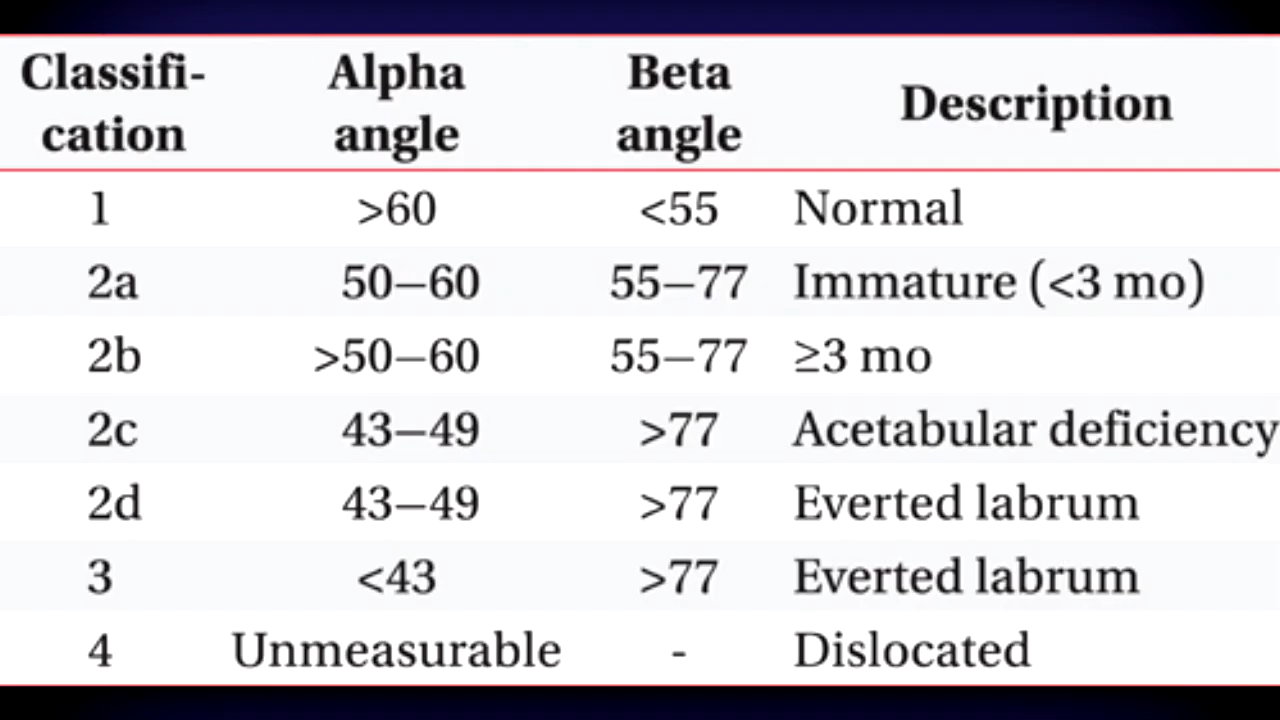 Classifi-cation Alpha angle Beta angle Description
1 >60 <55 Normal
2a 50–60 55–77 Immature (<3 mo)
2b >50–60 55–77 ≥3 mo
2c 43–49 >77 Acetabular deficiency
2d 43–49 >77 Everted labrum
3 <43 >77 Everted labrum
4 Unmeasurable - Dislocated